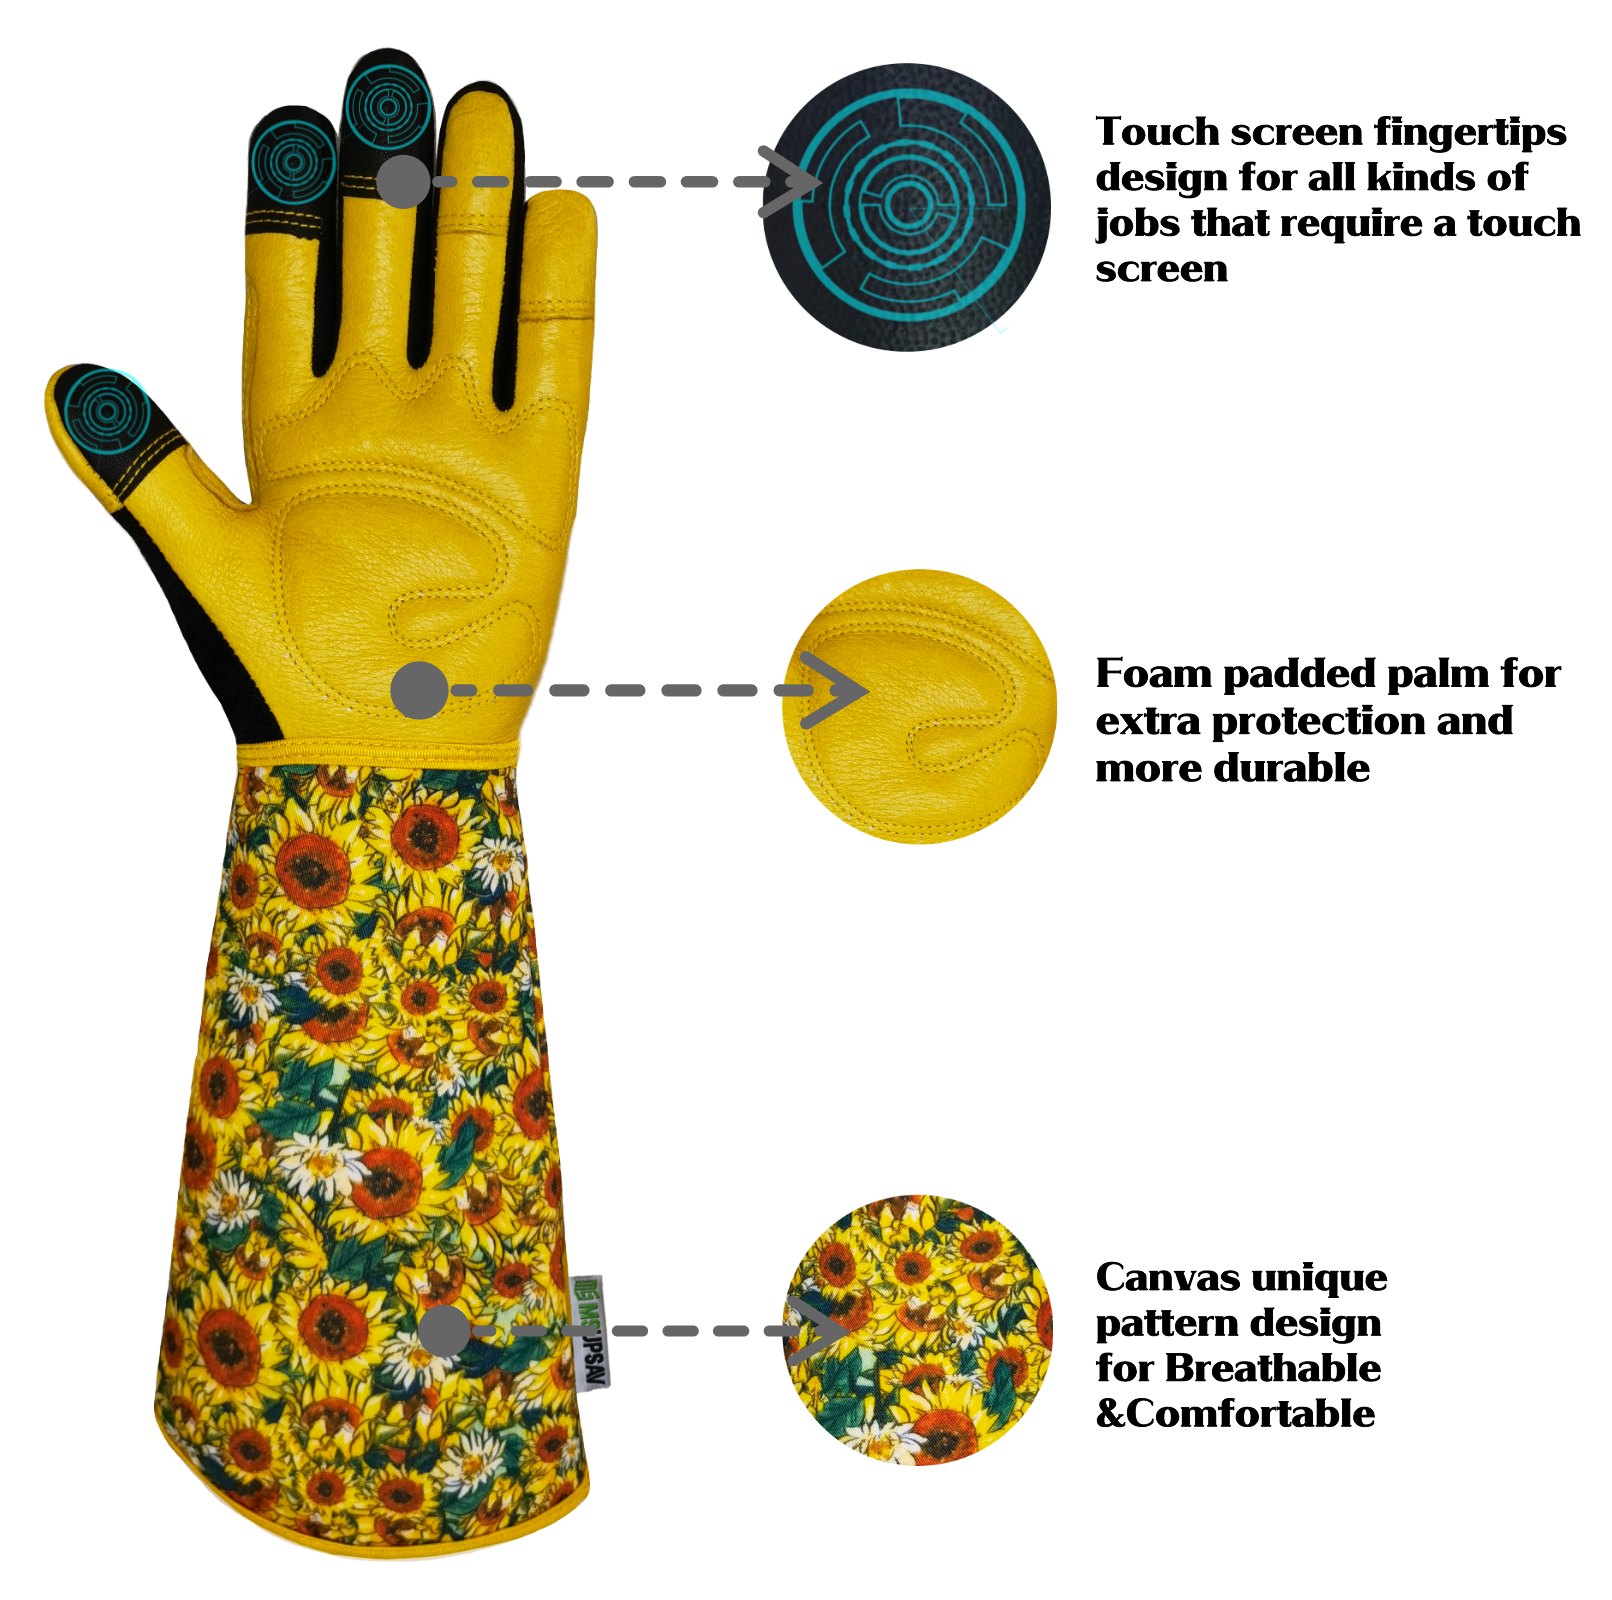 Touch screen fingertips
design for all kinds of
jobs that require a touch
screen
Foam padded palm for
extra protection and
more durable
Canvas unique
pattern design
for Breathable
&Comfortable